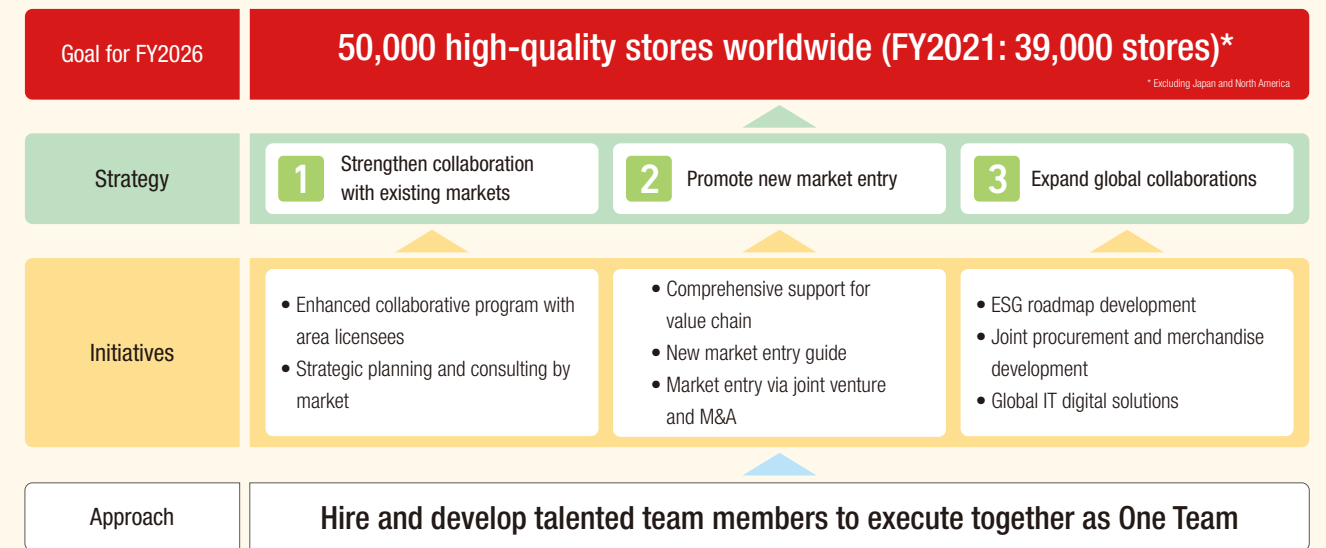 Goal for FY2026
50,000 high-quality stores worldwide (FY2021: 39,000 stores)*
* Excluding Japan and North America
Strategy
1
Strengthen collaboration
with existing markets
2
Promote new market entry
3
Expand global collaborations
Initiatives
• Enhanced collaborative program with
area licensees
• Strategic planning and consulting by
market
• Comprehensive support for
value chain
• New market entry guide
• Market entry via joint venture
and M&A
• ESG roadmap development
• Joint procurement and merchandise
development
• Global IT digital solutions
Approach
Hire and develop talented team members to execute together as One Team